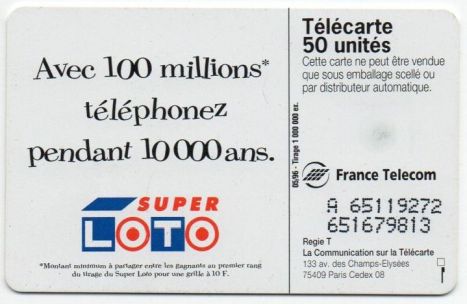 Avec 100 millions*
téléphonez
pendant 10 000 ans.
SUPER
LOTO
*Montant minimum à partager entre les gagnants au premier rang
du tirage du Super Loto pour une grille à 10 F.
05/96 - Tirage 1 000 000 ex.
Télécarte
50 unités
Cette carte ne peut être vendue
que sous emballage scellé ou
par distributeur automatique.
France Telecom
A 65119272
651679813
Regie T
La Communication sur la Télécarte
133 av. des Champs-Elysées
75409 Paris Cedex 08